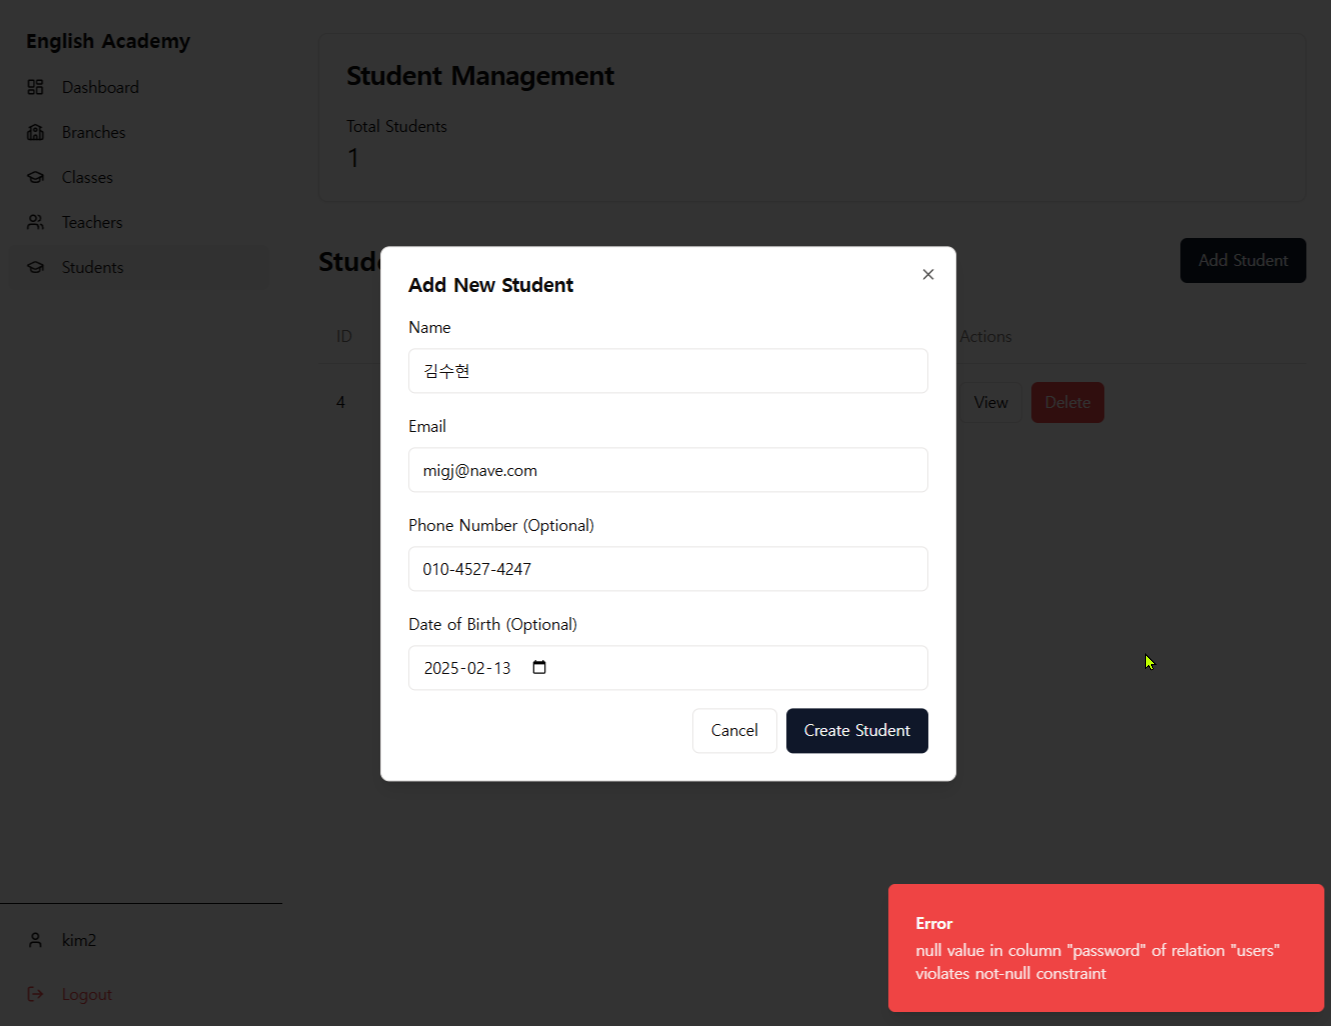 English Academy
Dashboard
Branches
Classes
Teachers
Students
Student Management
Total Students
1
Stud
Add Student
ID
Actions
4
View
Delete
Add New Student
Name
김수현
Email
migj@nave.com
Phone Number (Optional)
010-4527-4247
Date of Birth (Optional)
2025-02-13
Cancel
Create Student
kim2
Logout
Error
null value in column "password" of relation "users"
violates not-null constraint